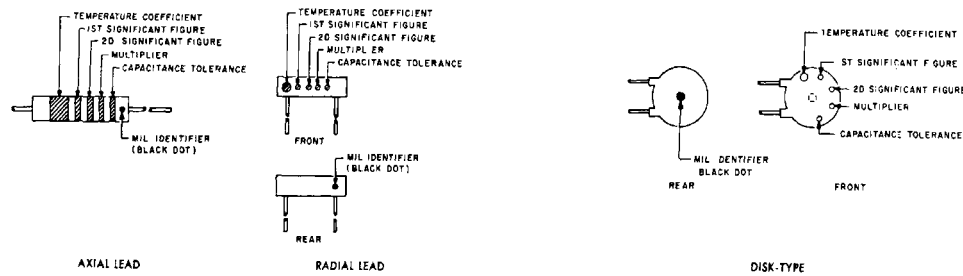 TEMPERATURE COEFFICIENT
1ST SIGNIFICANT FIGURE
2D SIGNIFICANT FIGURE
MULTIPLIER
CAPACITANCE TOLERANCE
MIL IDENTIFIER
(BLACK DOT)
AXIAL LEAD
TEMPERATURE COEFFICIENT
1ST SIGNIFICANT FIGURE
2D SIGNIFICANT FIGURE
MULTIPL ER
CAPACITANCE TOLERANCE
FRONT
MIL IDENTIFIER
(BLACK DOT)
REAR
RADIAL LEAD
MIL DENTIFIER
BLACK DOT
REAR
TEMPERATURE COEFFICIENT
ST SIGNIFICANT F GURE
2D SIGNIFICANT FIGURE
MULTIPLIER
CAPACITANCE TOLERANCE
FRONT
DISK-TYPE